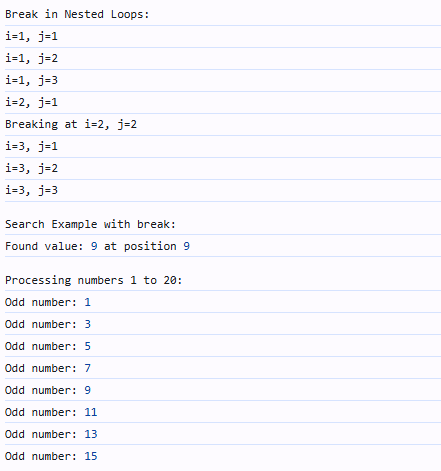 Break in Nested Loops:
i=1, j=1
i=1, j=2
i=1, j=3
i=2, j=1
Breaking at i=2, j=2
i=3, j=1
i=3, j=2
i=3, j=3
Search Example with break:
Found value: 9 at position 9
Processing numbers 1 to 20:
Odd number: 1
Odd number: 3
Odd number: 5
Odd number: 7
Odd number: 9
Odd number: 11
Odd number: 13
Odd number: 15